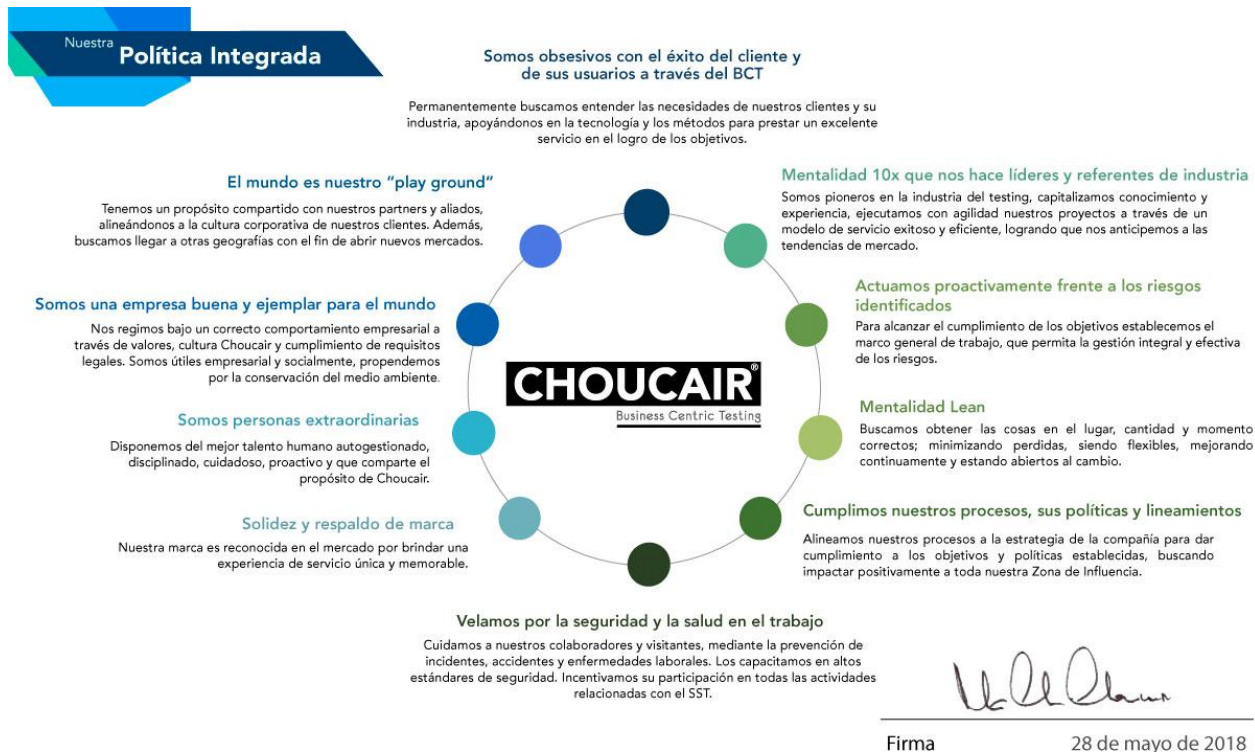 Nuestra
Política Integrada
Somos obsesivos con el éxito del cliente y
de sus usuarios a través del BCT
Permanentemente buscamos entender las necesidades de nuestros clientes y su
industria, apoyándonos en la tecnología y los métodos para prestar un excelente
servicio en el logro de los objetivos.
Mentalidad 10x que nos hace líderes y referentes de industria
Somos pioneros en la industria del testing, capitalizamos conocimiento y
experiencia, ejecutamos con agilidad nuestros proyectos a través de un
modelo de servicio exitoso y eficiente, logrando que nos anticipemos a las
tendencias de mercado.
Actuamos proactivamente frente a los riesgos
identificados
Para alcanzar el cumplimiento de los objetivos establecemos el
marco general de trabajo, que permita la gestión integral y efectiva
de los riesgos.
Mentalidad Lean
Buscamos obtener las cosas en el lugar, cantidad y momento
correctos; minimizando perdidas, siendo flexibles, mejorando
continuamente y estando abiertos al cambio.
Cumplimos nuestros procesos, sus políticas y lineamientos
Alineamos nuestros procesos a la estrategia de la compañía para dar
cumplimiento a los objetivos y políticas establecidas, buscando
impactar positivamente a toda nuestra Zona de Influencia.
Velamos por la seguridad y la salud en el trabajo
Cuidamos a nuestros colaboradores y visitantes, mediante la prevención de
incidentes, accidentes y enfermedades laborales. Los capacitamos en altos
estándares de seguridad. Incentivamos su participación en todas las actividades
relacionadas con el SST.
Solidez y respaldo de marca
Nuestra marca es reconocida en el mercado por brindar una
experiencia de servicio única y memorable.
Somos personas extraordinarias
Disponemos del mejor talento humano autogestionado,
disciplinado, cuidadoso, proactivo y que comparte el
propósito de Choucair.
Somos una empresa buena y ejemplar para el mundo
Nos regimos bajo un correcto comportamiento empresarial a
través de valores, cultura Choucair y cumplimiento de requisitos
legales. Somos útiles empresarial y socialmente, propendemos
por la conservación del medio ambiente.
El mundo es nuestro “play ground”
Tenemos un propósito compartido con nuestros partners y aliados,
alineándonos a la cultura corporativa de nuestros clientes. Además,
buscamos llegar a otras geografías con el fin de abrir nuevos mercados.
CHOUCAIR®
Business Centric Testing
Firma 28 de mayo de 2018